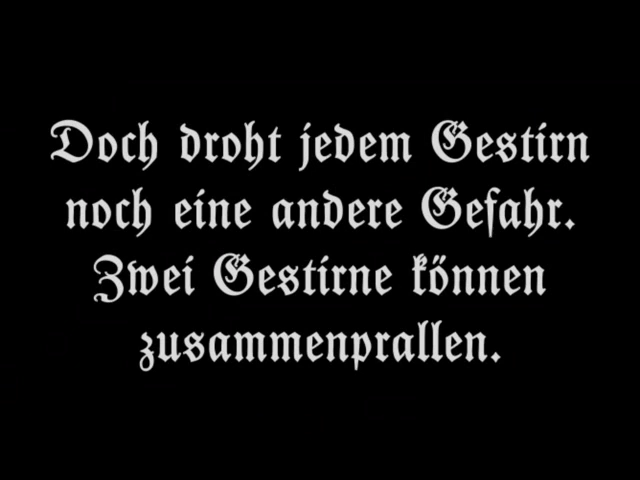 Doch droht jedem Gestirn
noch eine andere Gefahr.
Zwei Gestirne können
zusammenprallen.